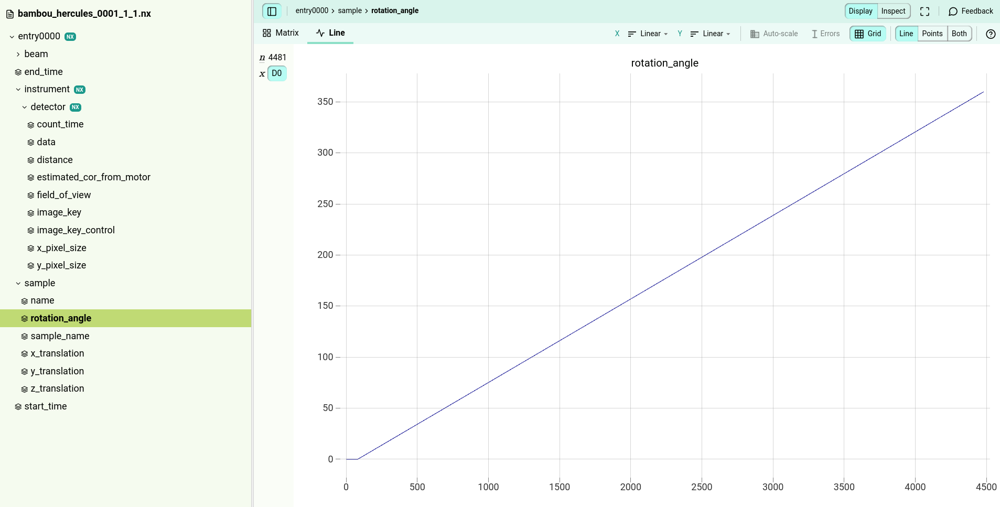 bambou_hercules_0001_1_1.nx
entry0000 NX
beam
end_time
instrument NX
detector NX
count_time
data
distance
estimated_cor_from_motor
field_of_view
image_key
image_key_control
x_pixel_size
y_pixel_size
sample
name
rotation_angle
sample_name
x_translation
y_translation
z_translation
start_time
entry0000 > sample > rotation_angle
Display Inspect Feedback
Matrix Line X Linear Y Linear Auto-scale Errors Grid Line Points Both
n 4481
x D0
rotation_angle
350
300
250
200
150
100
50
0
0 500 1000 1500 2000 2500 3000 3500 4000 4500